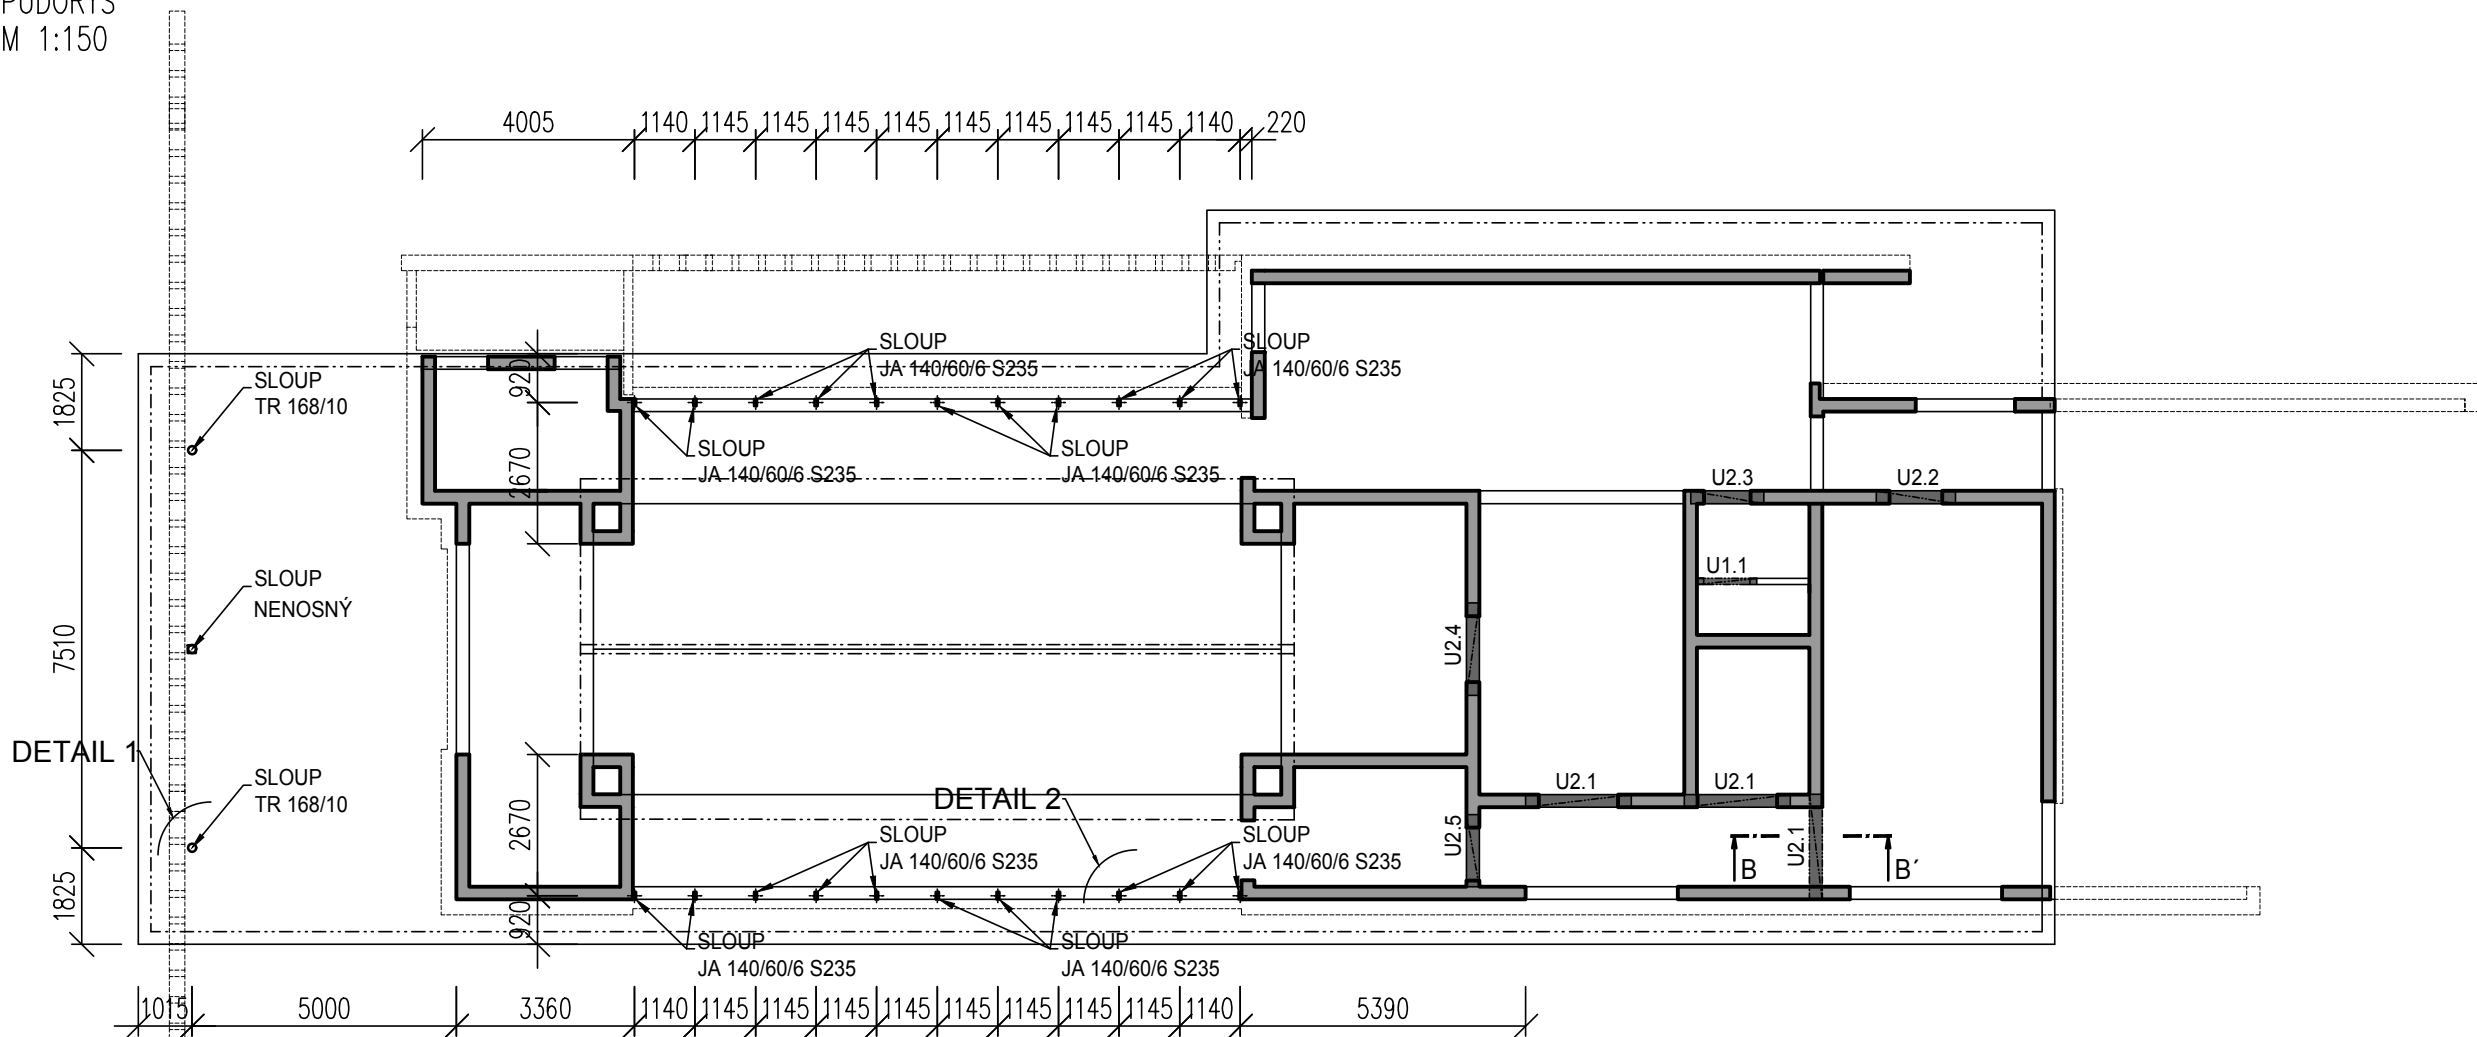 PŮDORYS
M 1:150
4005
1140
1145
1145
1145
1145
1145
1145
1145
1145
1140
220
SLOUP
JA 140/60/6 S235
SLOUP
JA 140/60/6 S235
920
1825
SLOUP
TR 168/10
SLOUP
JA 140/60/6 S235
SLOUP
JA 140/60/6 S235
2670
U2.3
U2.2
U1.1
SLOUP
NENOSNÝ
7510
U2.4
DETAIL 1
SLOUP
TR 168/10
DETAIL 2
U2.1
U2.1
2670
SLOUP
JA 140/60/6 S235
SLOUP
JA 140/60/6 S235
U2.5
U2.1
B
B´
1825
920
SLOUP
JA 140/60/6 S235
SLOUP
JA 140/60/6 S235
1015
5000
3360
1140
1145
1145
1145
1145
1145
1145
1145
1145
1140
5390